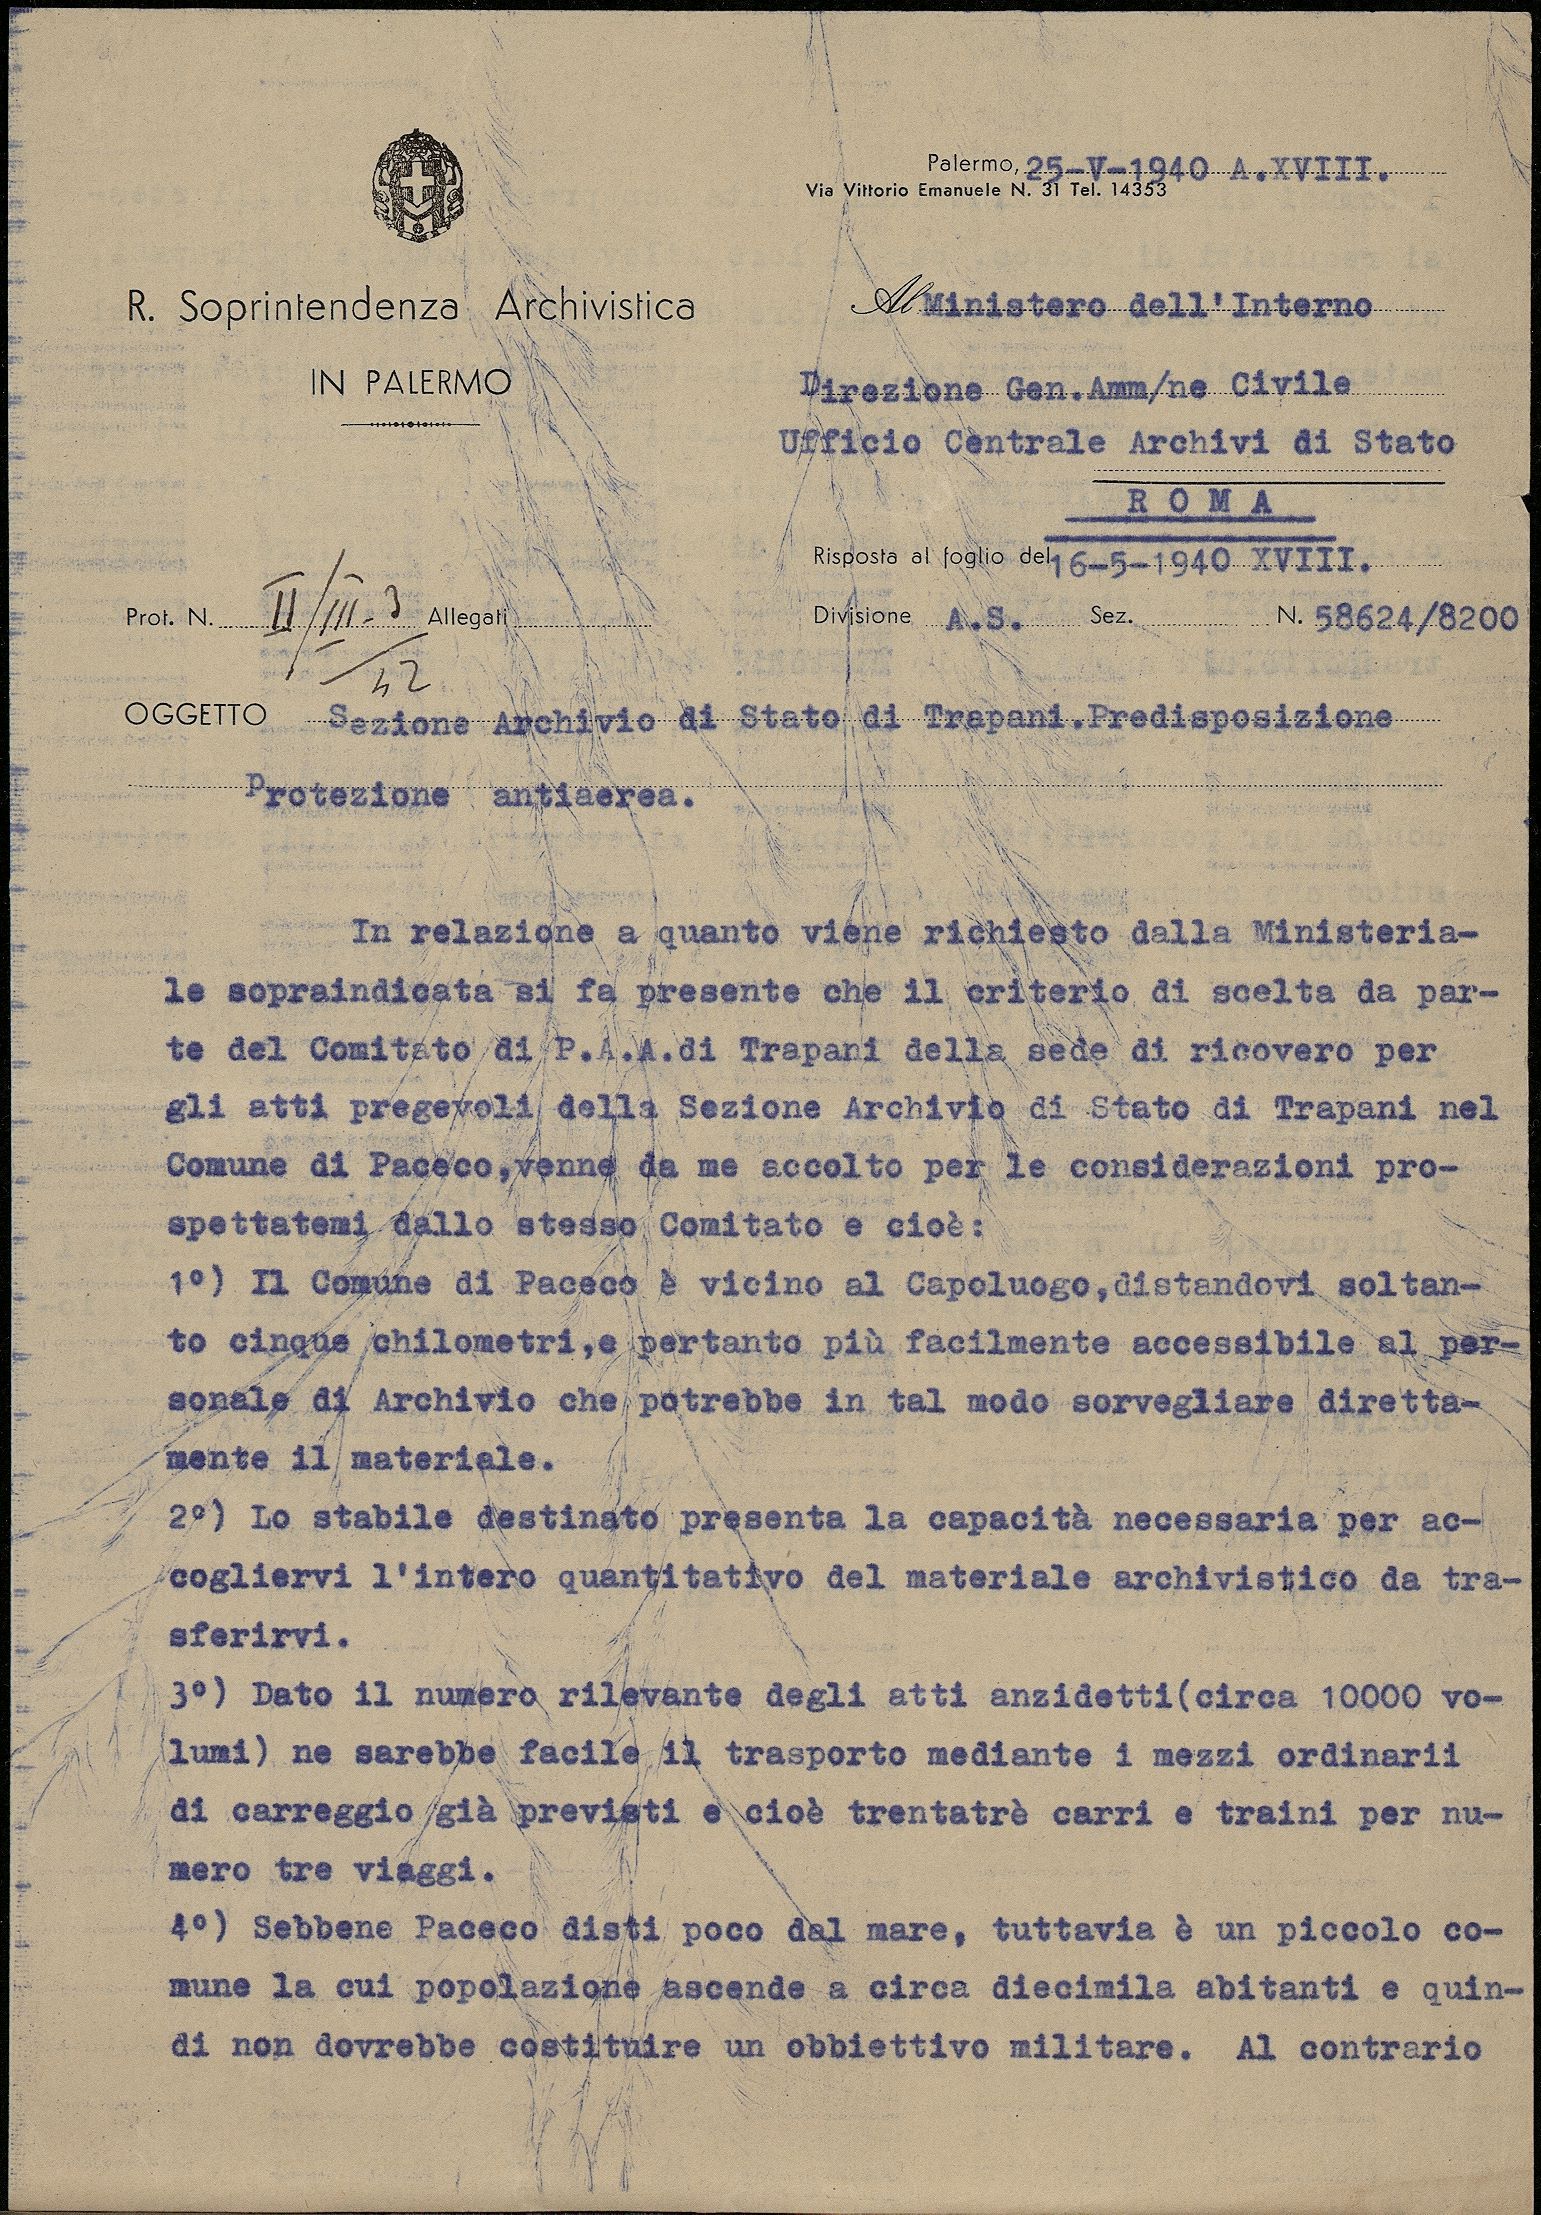 Palermo, 25-V-1940 A.XVIII.
Via Vittorio Emanuele N. 31 Tel. 14353
R. Soprintendenza Archivistica
IN PALERMO
Al Ministero dell'Interno
Direzione Gen.Amm/ne Civile
Ufficio Centrale Archivi di Stato
R O M A
Risposta al foglio del 16-5-1940 XVIII.
Prot. N. II/III-3 Allegati
42
Divisione A.S. Sez. N. 58624/8200
OGGETTO Sezione Archivio di Stato di Trapani.Predisposizione
Protezione antiaerea.
In relazione a quanto viene richiesto dalla Ministeria-
le sopraindicata si fa presente che il criterio di scelta da par-
te del Comitato di P.A.A.di Trapani della sede di ricovero per
gli atti pregevoli della Sezione Archivio di Stato di Trapani nel
Comune di Paceco,venne da me accolto per le considerazioni pro-
spettatemi dallo stesso Comitato e cioè:
1°) Il Comune di Paceco è vicino al Capoluogo,distandovi soltan-
to cinque chilometri,e pertanto più facilmente accessibile al per-
sonale di Archivio che potrebbe in tal modo sorvegliare diretta-
mente il materiale.
2°) Lo stabile destinato presenta la capacità necessaria per ac-
cogliervi l'intero quantitativo del materiale archivistico da tra-
sferirvi.
3°) Dato il numero rilevante degli atti anzidetti(circa 10000 vo-
lumi) ne sarebbe facile il trasporto mediante i mezzi ordinarii
di carreggio già previsti e cioè trentatrè carri e traini per nu-
mero tre viaggi.
4°) Sebbene Paceco disti poco dal mare, tuttavia è un piccolo co-
mune la cui popolazione ascende a circa diecimila abitanti e quin-
di non dovrebbe costituire un obbiettivo militare. Al contrario